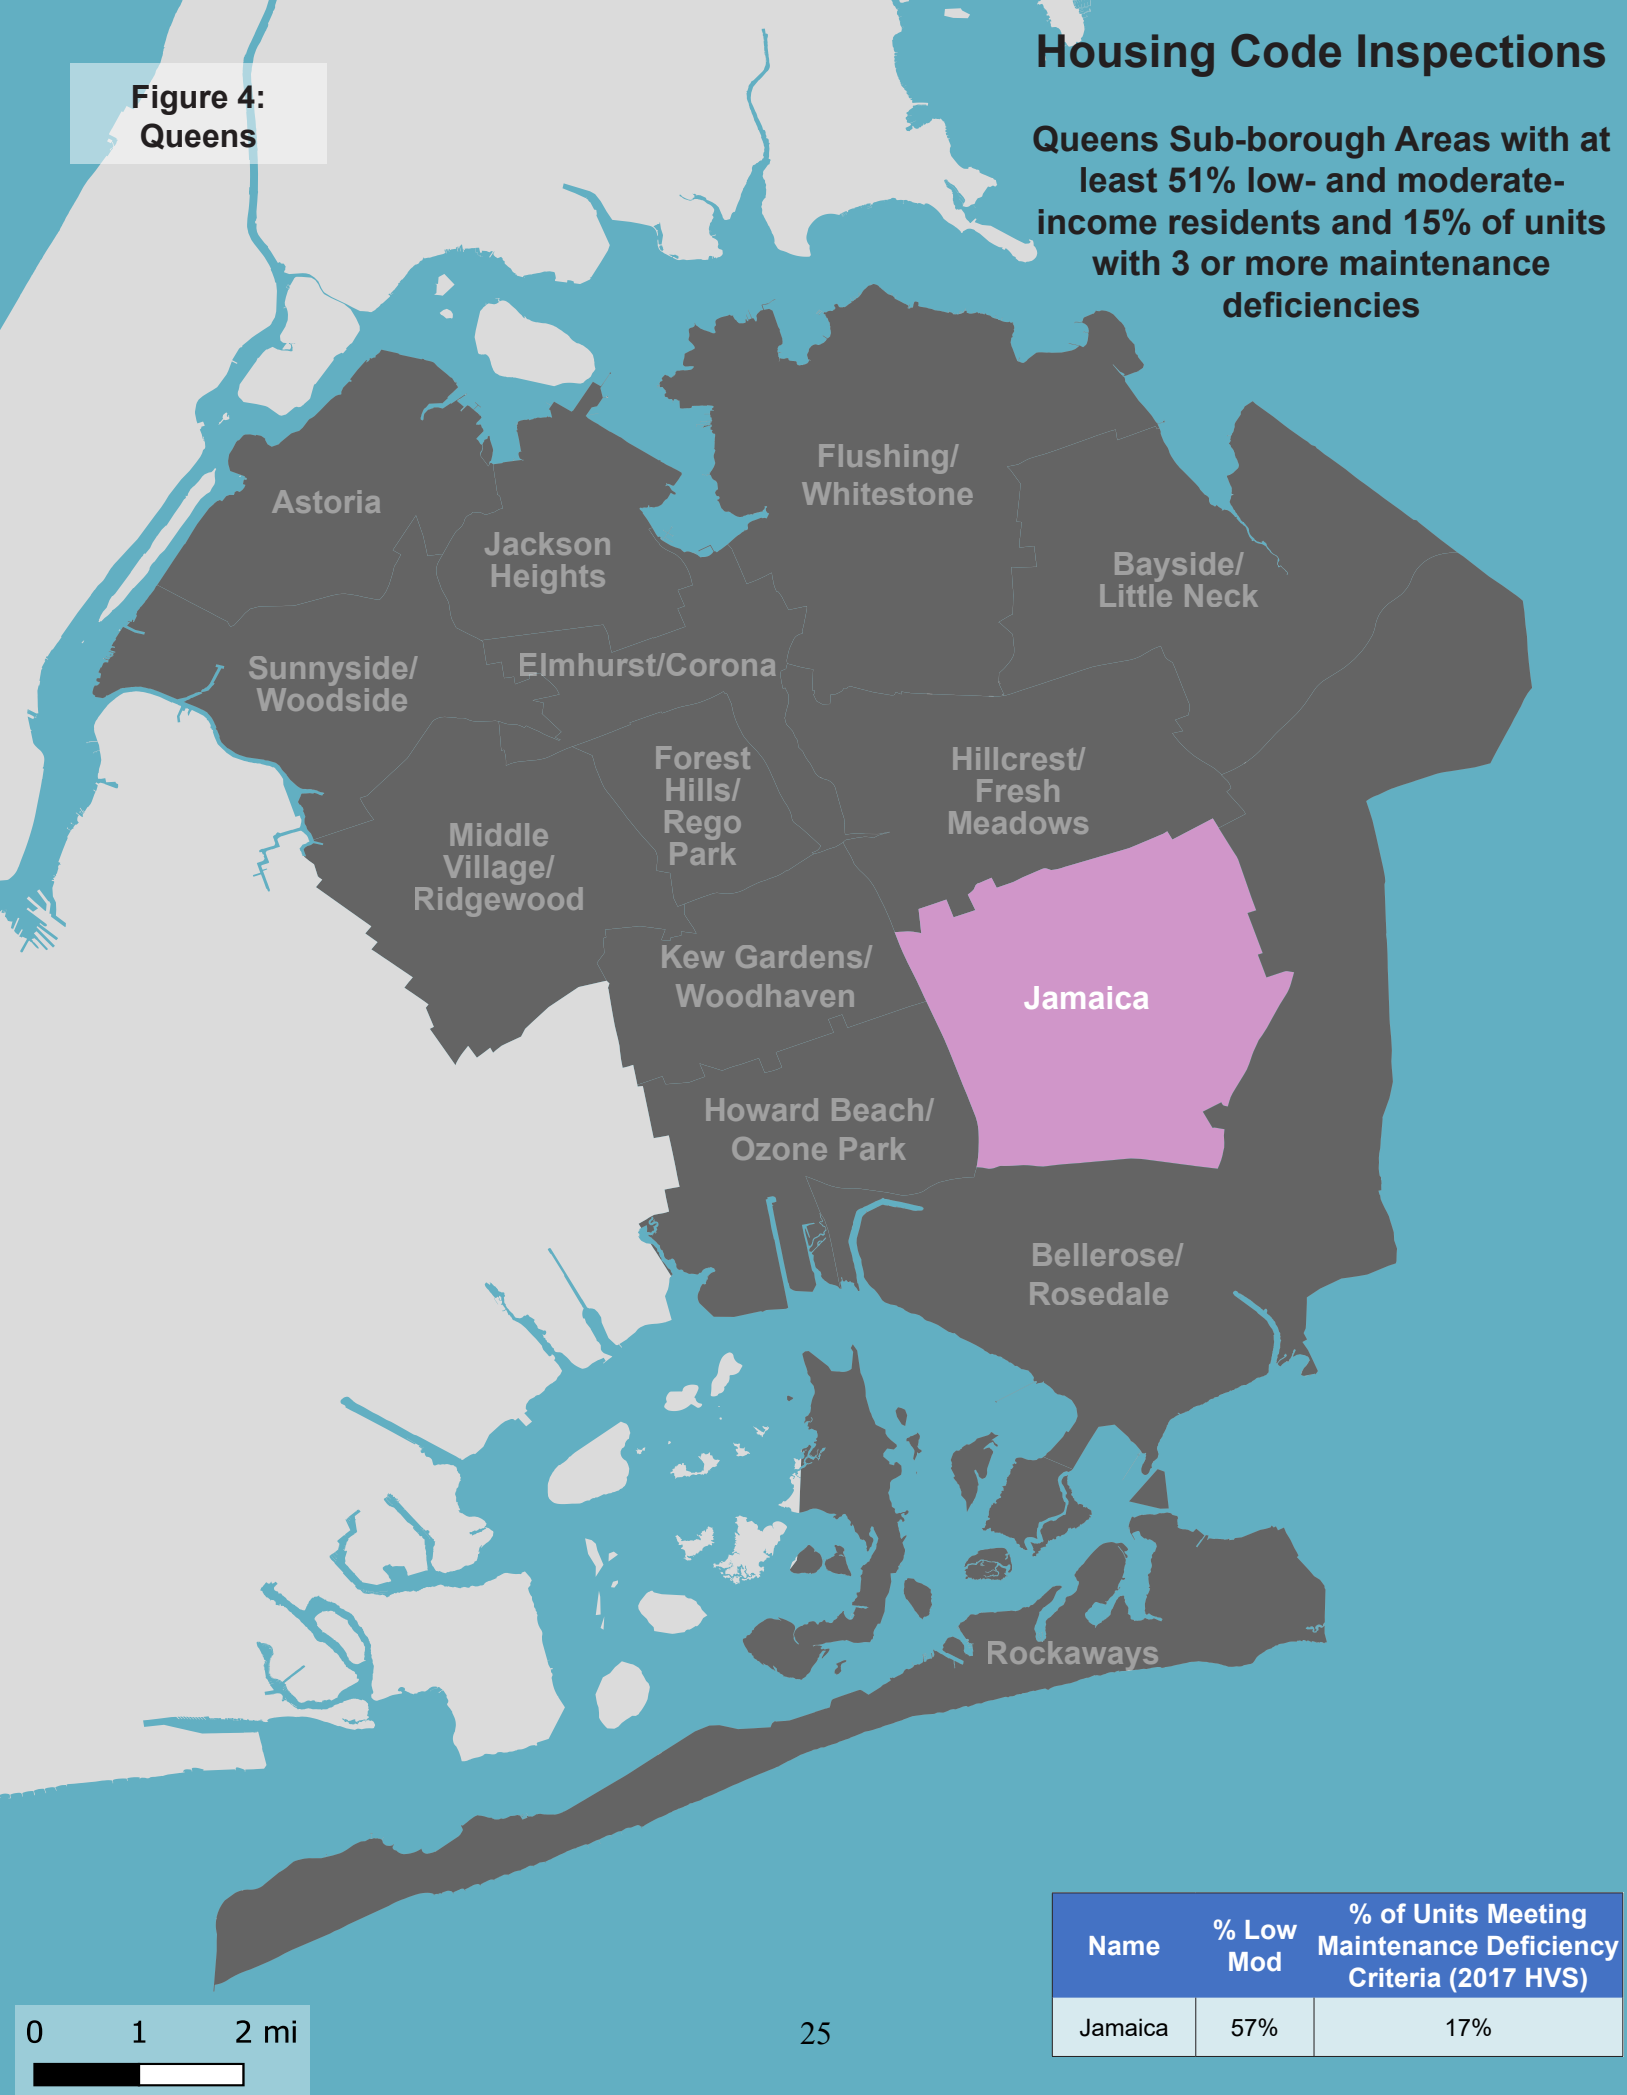 Figure 4:
Queens
Housing Code Inspections
Queens Sub-borough Areas with at
least 51% low- and moderate-
income residents and 15% of units
with 3 or more maintenance
deficiencies
Flushing/
Whitestone
Astoria
Jackson
Heights
Bayside/
Little Neck
Sunnyside/
Woodside
Elmhurst/Corona
Forest
Hills/
Rego
Park
Hillcrest/
Fresh
Meadows
Middle
Village/
Ridgewood
Kew Gardens/
Woodhaven
Jamaica
Howard Beach/
Ozone Park
Bellerose/
Rosedale
Rockaways
Name
% Low
Mod
% of Units Meeting
Maintenance Deficiency
Criteria (2017 HVS)
Jamaica
57%
17%
0 1 2 mi
25